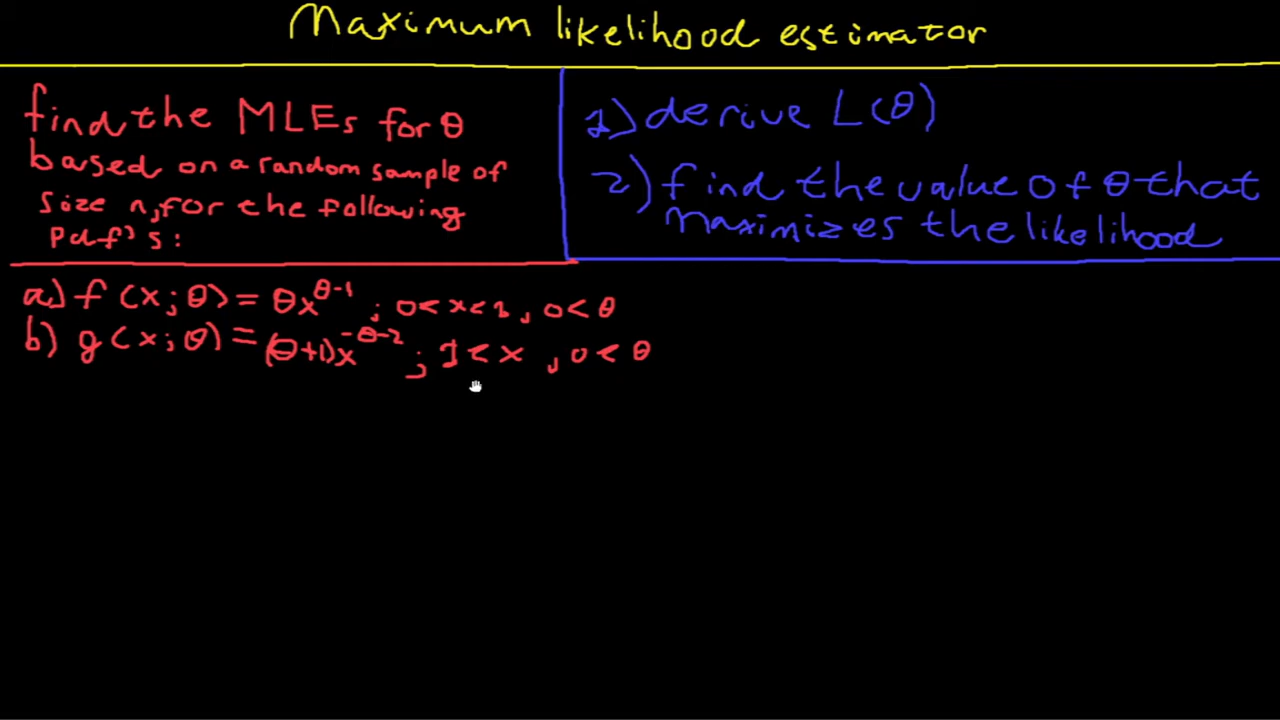 Maximum likelihood estimator
find the MLEs for θ
based on a random sample of
size n, for the following
Pdf's:
1) derive L(θ)
2) find the value of θ that
Maximizes the likelihood
a) f(x;θ) = θx^{θ-1} ; 0<x<1, 0<θ
b) g(x;θ) = (θ+1)x^{-θ-2} ; 1<x, 0<θ